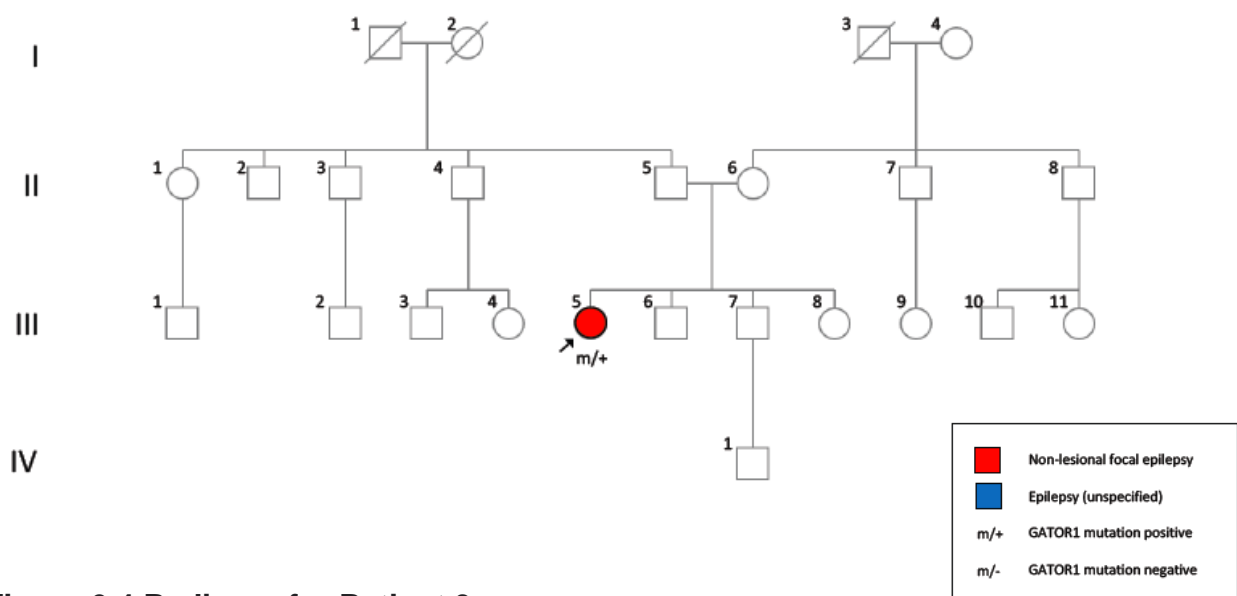 1 2 3 4
I
1 2 3 4 5 6 7 8
II
1 2 3 4 5 6 7 8 9 10 11
III
m/+
1
IV
Non-lesional focal epilepsy
Epilepsy (unspecified)
m/+ GATOR1 mutation positive
m/- GATOR1 mutation negative